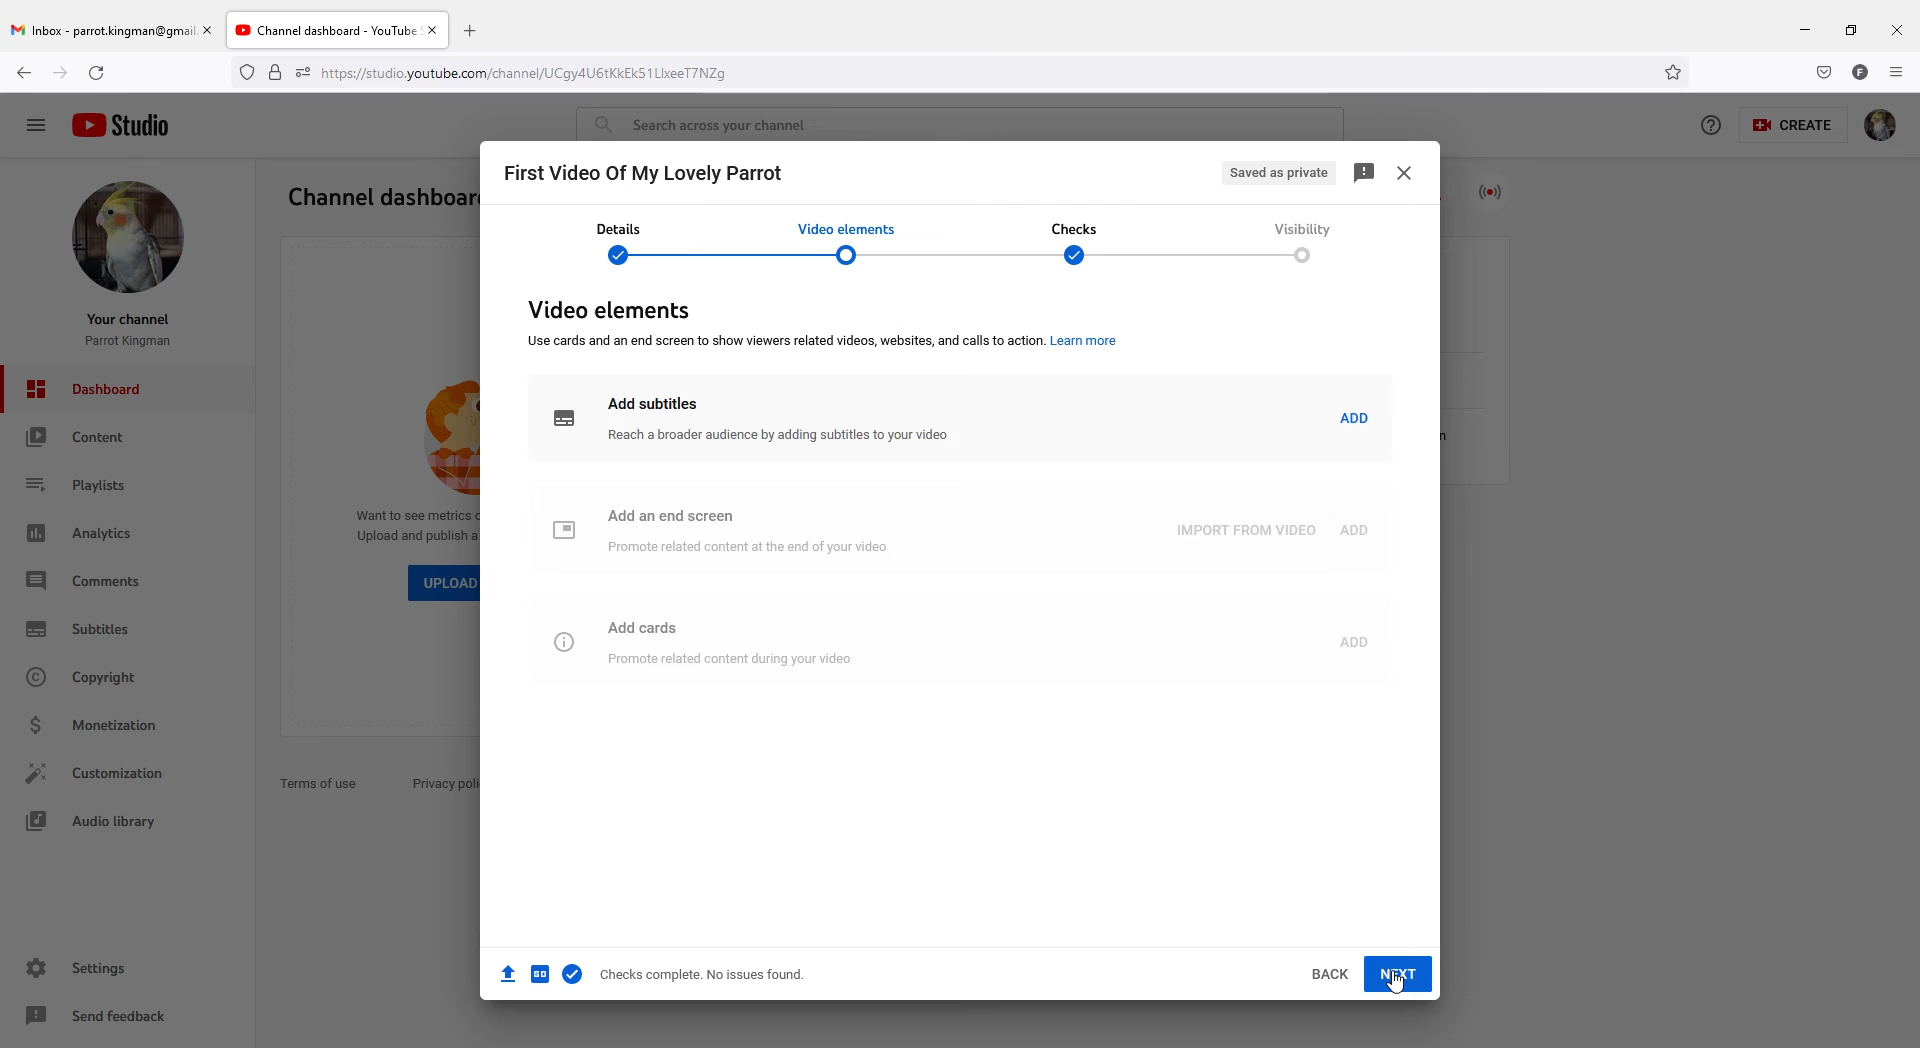 Inbox - parrot.kingman@gmail.
Channel dashboard - YouTube S
https://studio.youtube.com/channel/UCgy4U6tKkEk51LlxeeT7NZg
F
Studio
Search across your channel
CREATE
Your channel
Parrot Kingman
Dashboard
Content
Playlists
Analytics
Comments
Subtitles
Copyright
Monetization
Customization
Audio library
Settings
Send feedback
Channel dashboar
Want to see metrics
Upload and publish a
UPLOAD
Terms of use
Privacy poli
n
First Video Of My Lovely Parrot
Saved as private
Details
Video elements
Checks
Visibility
Video elements
Use cards and an end screen to show viewers related videos, websites, and calls to action. Learn more
Add subtitles
Reach a broader audience by adding subtitles to your video
ADD
Add an end screen
Promote related content at the end of your video
IMPORT FROM VIDEO
ADD
Add cards
Promote related content during your video
ADD
SD
Checks complete. No issues found.
BACK
NEXT